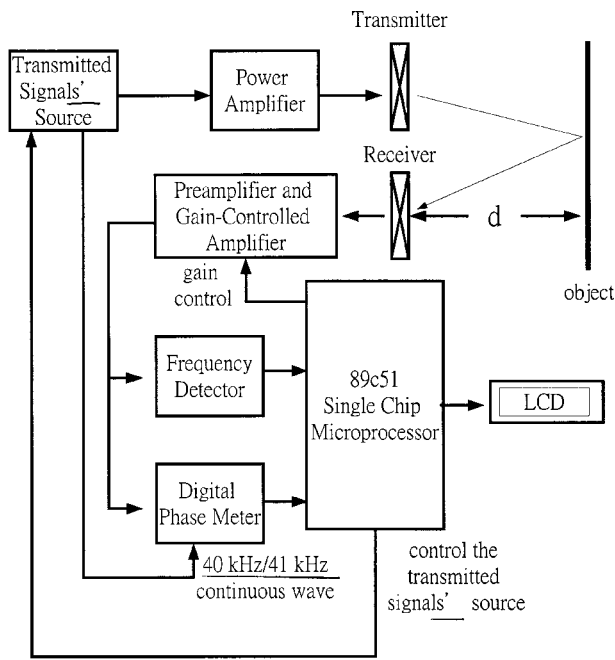 Transmitter
Transmitted
Signals'
Source
Power
Amplifier
Receiver
Preamplifier and
Gain-Controlled
Amplifier
d
gain
control
object
Frequency
Detector
89c51
Single Chip
Microprocessor
LCD
Digital
Phase Meter
40 kHz/41 kHz
continuous wave
control the
transmitted
signals' source